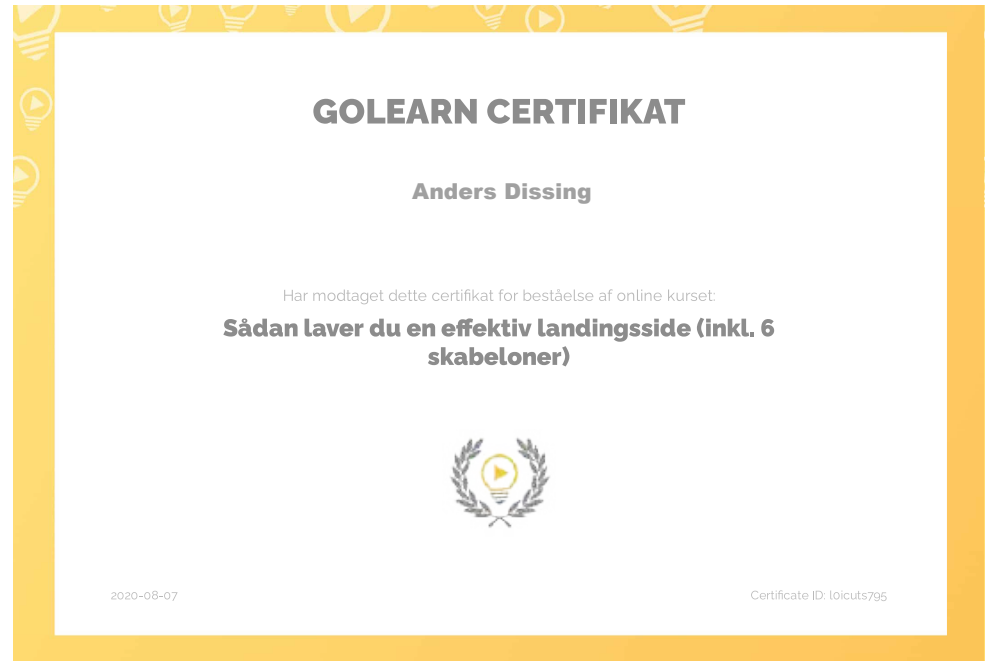 GOLEARN CERTIFIKAT
Anders Dissing
Har modtaget dette certifikat for beståelse af online kurset:
Sådan laver du en effektiv landingsside (inkl. 6
skabeloner)
2020-08-07
Certificate ID: l0icuts795